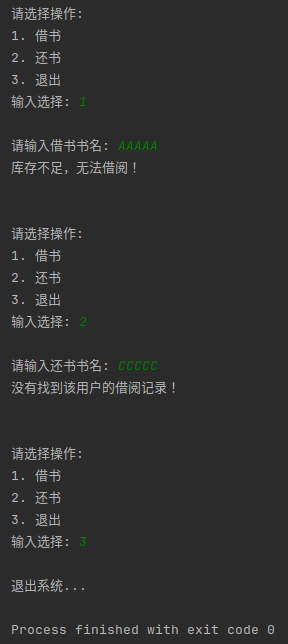 请选择操作:
1. 借书
2. 还书
3. 退出
输入选择: 1
请输入借书书名: AAAAA
库存不足，无法借阅！
请选择操作:
1. 借书
2. 还书
3. 退出
输入选择: 2
请输入还书书名: CCCCC
没有找到该用户的借阅记录！
请选择操作:
1. 借书
2. 还书
3. 退出
输入选择: 3
退出系统...
Process finished with exit code 0